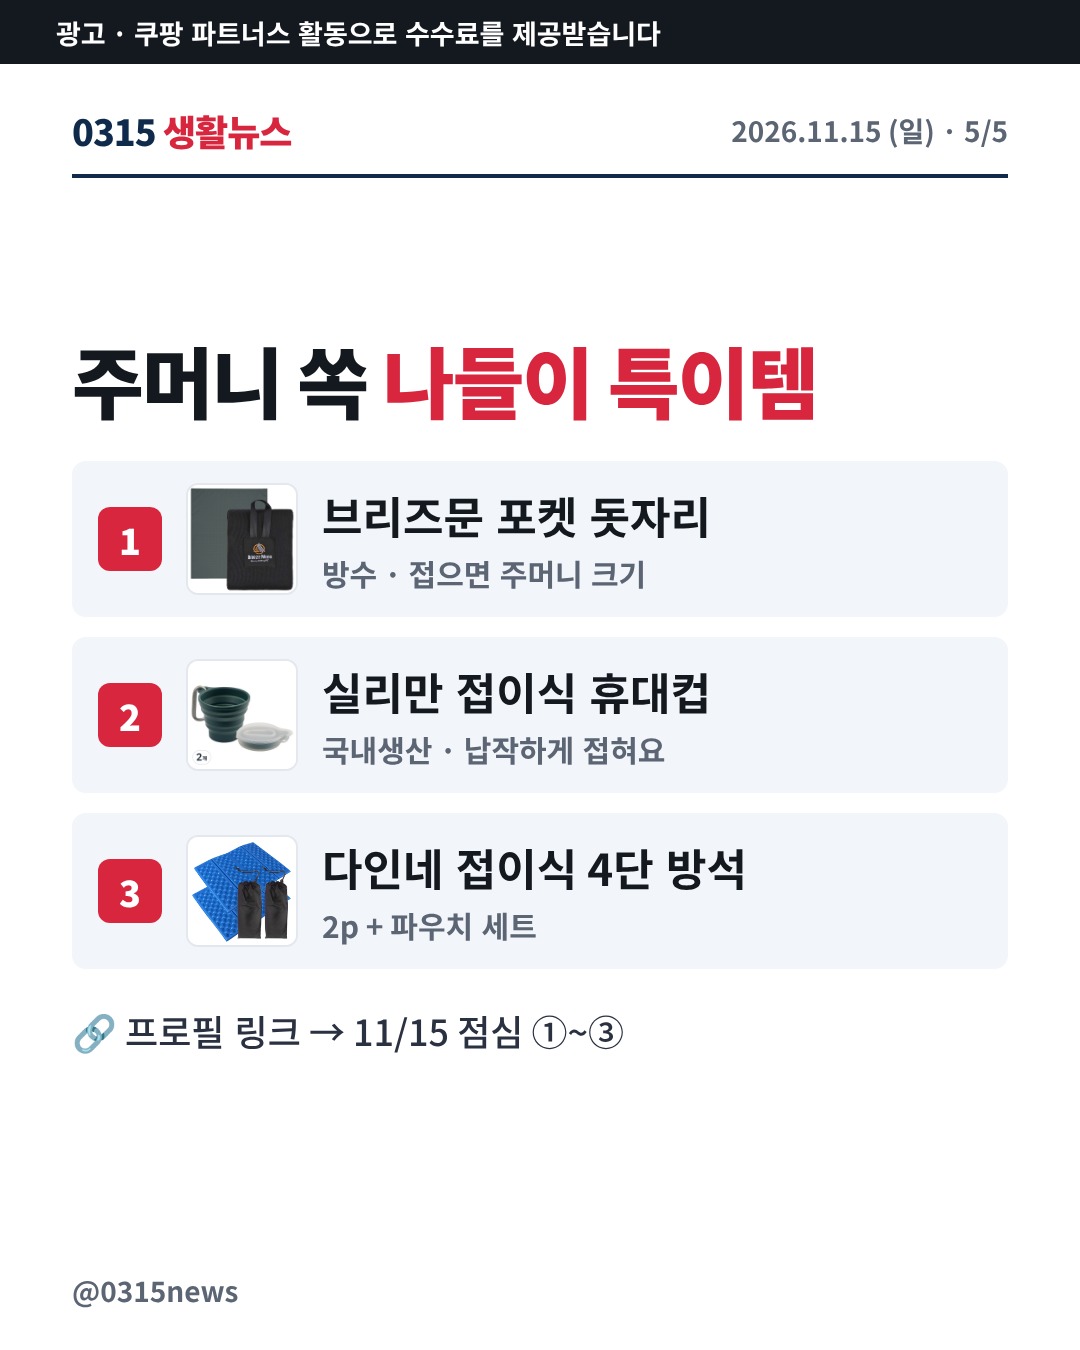 광고 · 쿠팡 파트너스 활동으로 수수료를 제공받습니다
0315 생활뉴스
2026.11.15 (일) · 5/5
주머니 쏙 나들이 특이템
1
브리즈문 포켓 돗자리
방수 · 접으면 주머니 크기
2
실리만 접이식 휴대컵
국내생산 · 납작하게 접혀요
2개
3
다인네 접이식 4단 방석
2p + 파우치 세트
🔗 프로필 링크 → 11/15 점심 ①~③
@0315news